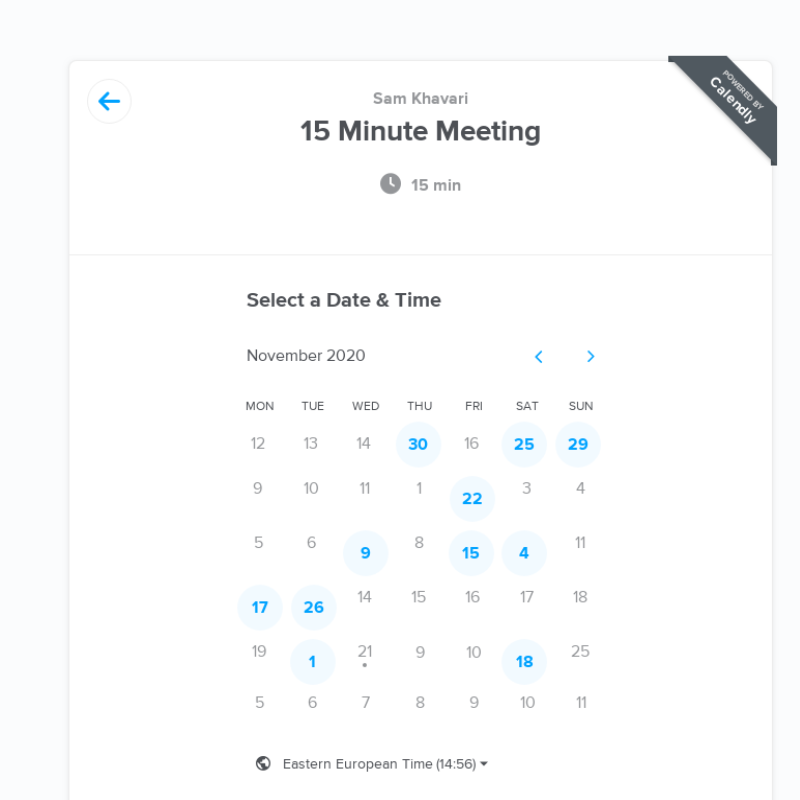 POWERED BY
Calendly
Sam Khavari
15 Minute Meeting
15 min
Select a Date & Time
November 2020
MON TUE WED THU FRI SAT SUN
12 13 14 30 16 25 29
9 10 11 1 22 3 4
5 6 9 8 15 4 11
17 26 14 15 16 17 18
19 1 21 9 10 18 25
5 6 7 8 9 10 11
Eastern European Time (14:56)